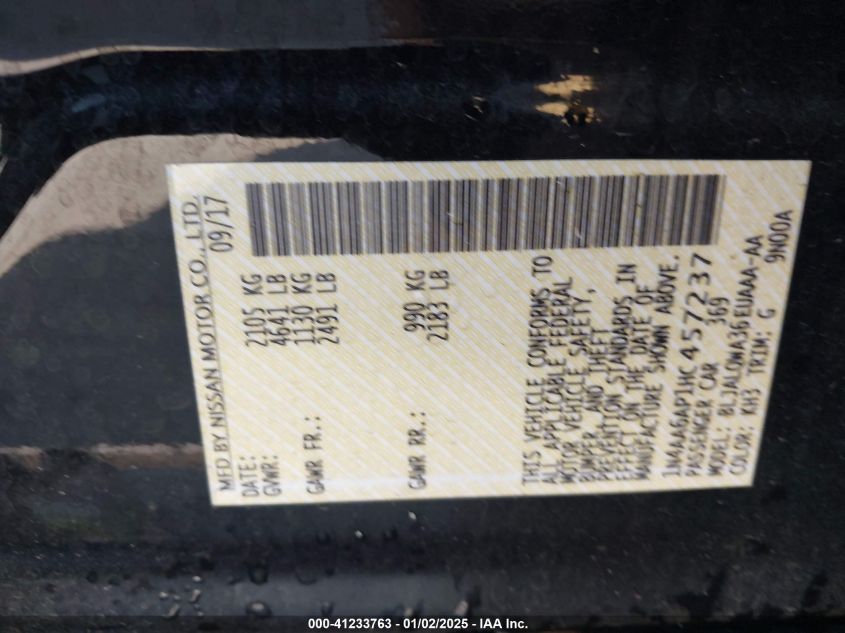 MFD BY NISSAN MOTOR CO., LTD.
DATE: 09/17
GVWR: 2105 KG
4641 LB
GAWR FR.: 1130 KG
2491 LB
GAWR RR.: 990 KG
2183 LB
THIS VEHICLE CONFORMS TO
ALL APPLICABLE FEDERAL
MOTOR VEHICLE SAFETY,
BUMPER, AND THEFT
PREVENTION STANDARDS IN
EFFECT ON THE DATE OF
MANUFACTURE SHOWN ABOVE.
1N4AA6AP1HC457237
PASSENGER CAR 369
MODEL: BLJALQWA36EUAAA-AA
COLOR: KH3 TRIM: G 9N00A
000-41233763 - 01/02/2025 - IAA Inc.